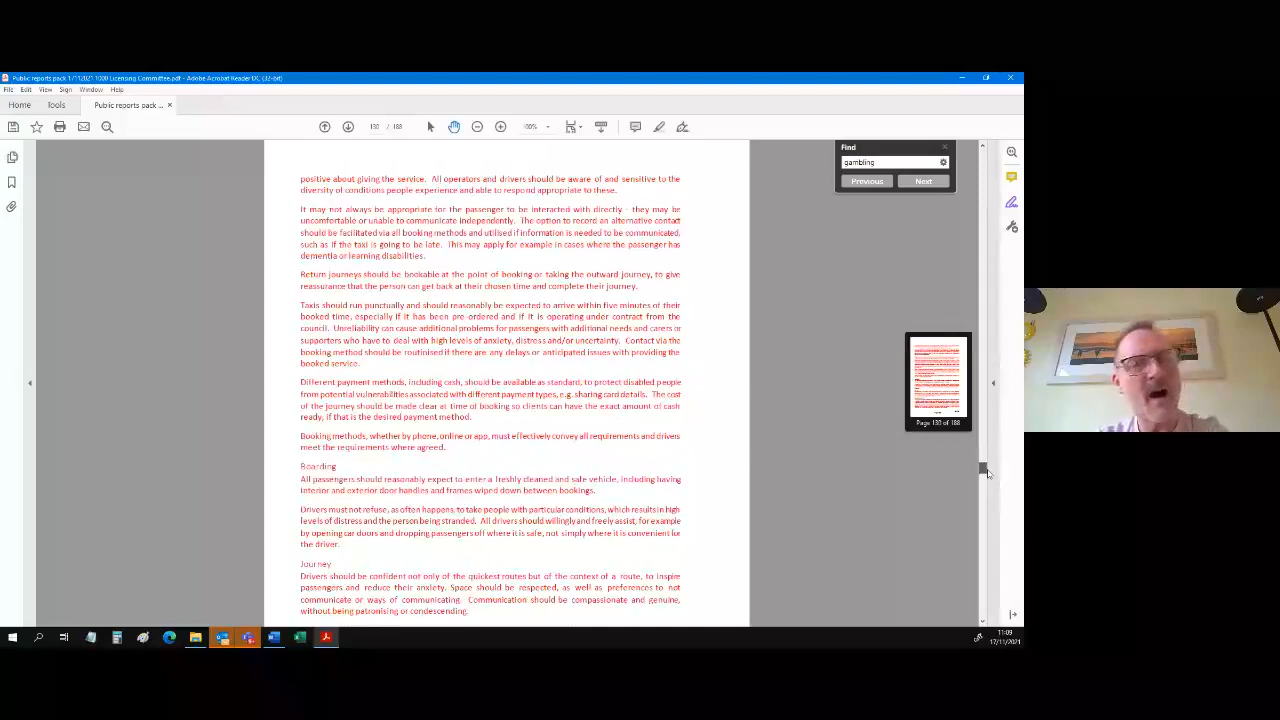 Public reports pack 17112021 1000 Licensing Committee.pdf - Adobe Acrobat Reader DC (32-bit)
File Edit View Sign Window Help
Home Tools Public reports pack ... ×
130 / 188
Find
gambling
Previous Next
positive about giving the service. All operators and drivers should be aware of and sensitive to the
diversity of conditions people experience and able to respond appropriate to these.
It may not always be appropriate for the passenger to be interacted with directly - they may be
uncomfortable or unable to communicate independently. The option to record an alternative contact
should be facilitated via all booking methods and utilised if information is needed to be communicated,
such as if the taxi is going to be late. This may apply for example in cases where the passenger has
dementia or learning disabilities.
Return journeys should be bookable at the point of booking or taking the outward journey, to give
reassurance that the person can get back at their chosen time and complete their journey.
Taxis should run punctually and should reasonably be expected to arrive within five minutes of their
booked time, especially if it has been pre-ordered and if it is operating under contract from the
council. Unreliability can cause additional problems for passengers with additional needs and carers or
supporters who have to deal with high levels of anxiety, distress and/or uncertainty. Contact via the
booking method should be routinised if there are any delays or anticipated issues with providing the
booked service.
Different payment methods, including cash, should be available as standard, to protect disabled people
from potential vulnerabilities associated with different payment types, e.g. sharing card details. The cost
of the journey should be made clear at time of booking so clients can have the exact amount of cash
ready, if that is the desired payment method.
Booking methods, whether by phone, online or app, must effectively convey all requirements and drivers
meet the requirements where agreed.
Boarding
All passengers should reasonably expect to enter a freshly cleaned and safe vehicle, including having
interior and exterior door handles and frames wiped down between bookings.
Drivers must not refuse, as often happens, to take people with particular conditions, which results in high
levels of distress and the person being stranded. All drivers should willingly and freely assist, for example
by opening car doors and dropping passengers off where it is safe, not simply where it is convenient for
the driver.
Journey
Drivers should be confident not only of the quickest routes but of the context of a route, to inspire
passengers and reduce their anxiety. Space should be respected, as well as preferences to not
communicate or ways of communicating. Communication should be compassionate and genuine,
without being patronising or condescending.
Page 130 of 188
11:09
17/11/2021